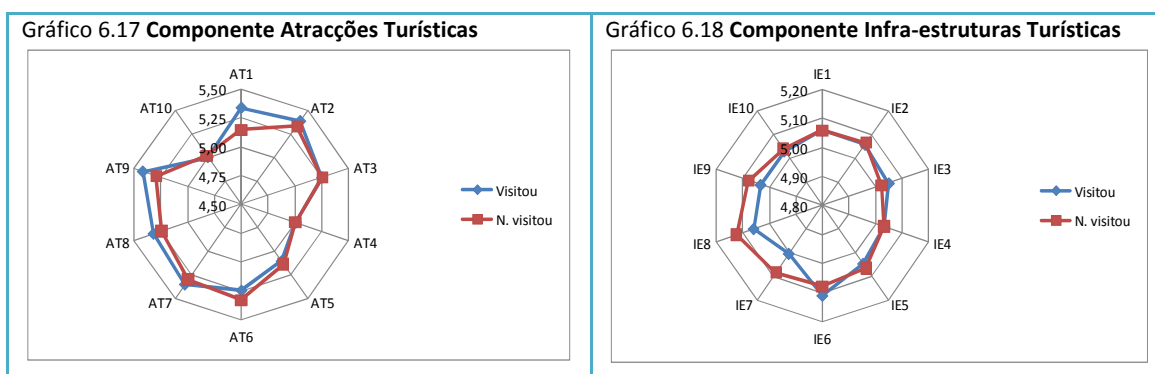 Gráfico 6.17 Componente Atracções Turísticas
AT1
AT2
AT3
AT4
AT5
AT6
AT7
AT8
AT9
AT10
5,50
5,25
5,00
4,75
4,50
Visitou
N. visitou
Gráfico 6.18 Componente Infra-estruturas Turísticas
IE1
IE2
IE3
IE4
IE5
IE6
IE7
IE8
IE9
IE10
5,20
5,10
5,00
4,90
4,80
Visitou
N. visitou